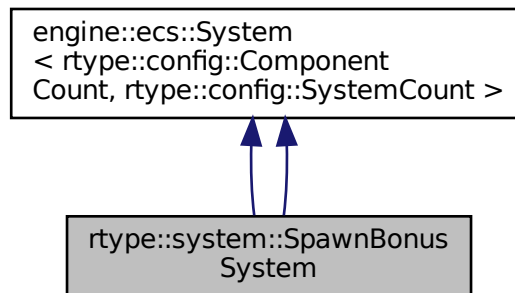 engine::ecs::System
< rtype::config::Component
Count, rtype::config::SystemCount >
rtype::system::SpawnBonus
System